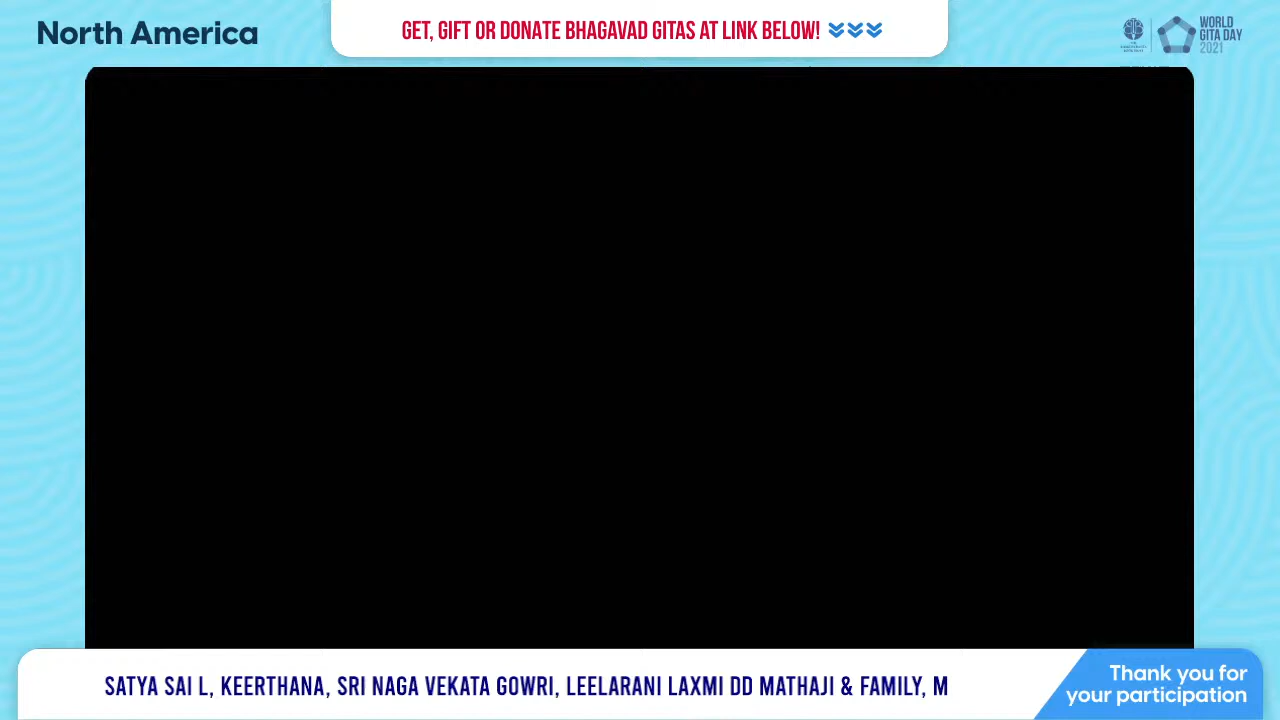 North America
GET, GIFT OR DONATE BHAGAVAD GITAS AT LINK BELOW!
WORLD
GITA DAY
2021
SATYA SAI L, KEERTHANA, SRI NAGA VEKATA GOWRI, LEELARANI LAXMI DD MATHAJI & FAMILY, M
Thank you for
your participation